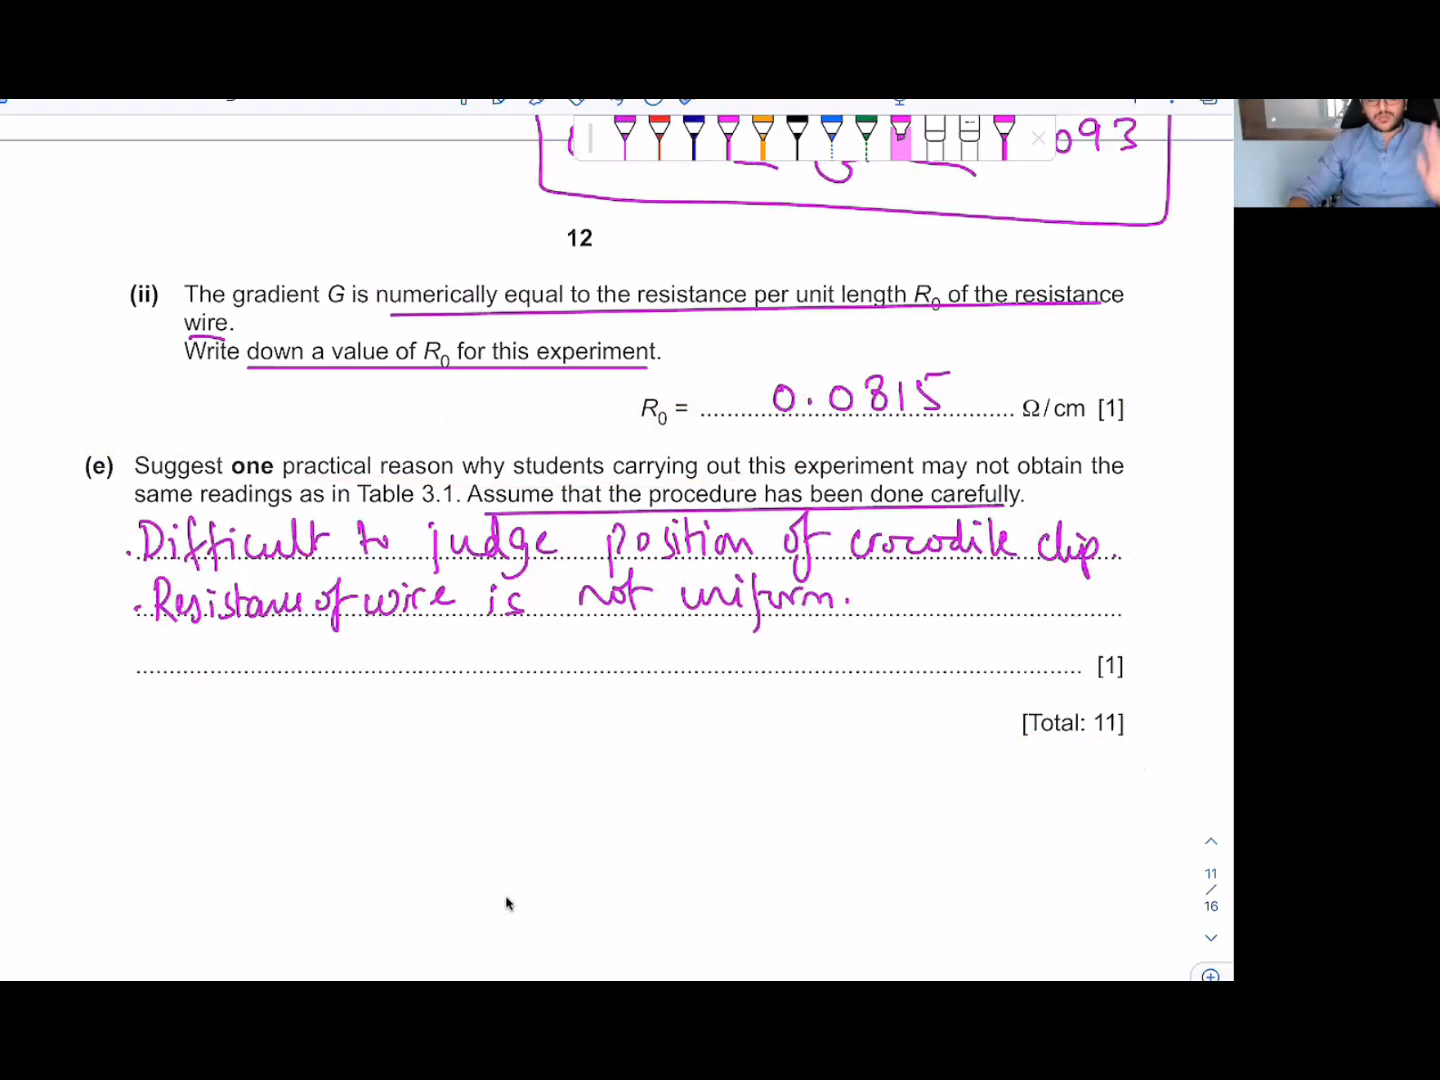 093
12
(ii) The gradient G is numerically equal to the resistance per unit length R0 of the resistance
wire.
Write down a value of R0 for this experiment.
0.0815
R0 = ............ Ω/cm [1]
(e) Suggest one practical reason why students carrying out this experiment may not obtain the
same readings as in Table 3.1. Assume that the procedure has been done carefully.
. Difficult to judge position of crocodile clip.
. Resistance of wire is not uniform.
[1]
[Total: 11]
11
/
16